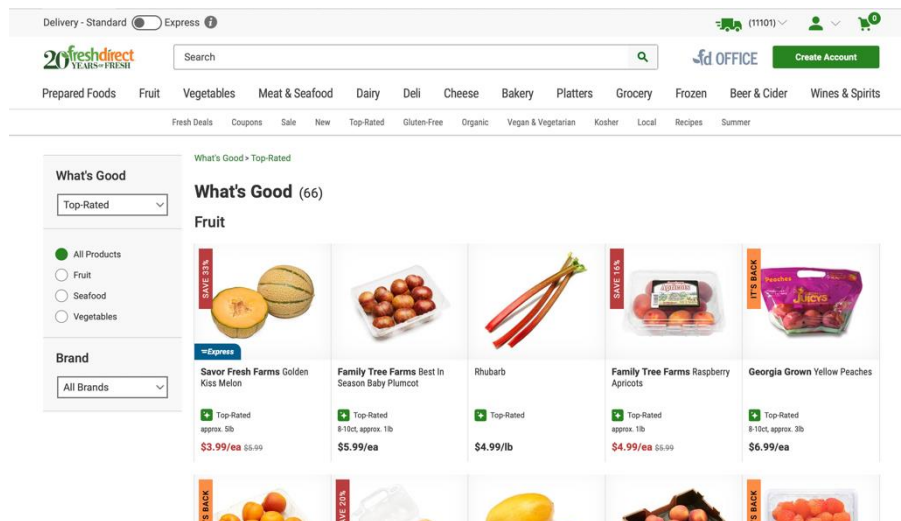 Delivery - Standard Express i
(11101)
0
20 freshdirect
YEARS of FRESH
Search
fd OFFICE
Create Account
Prepared Foods Fruit Vegetables Meat & Seafood Dairy Deli Cheese Bakery Platters Grocery Frozen Beer & Cider Wines & Spirits
Fresh Deals Coupons Sale New Top-Rated Gluten-Free Organic Vegan & Vegetarian Kosher Local Recipes Summer
What's Good > Top-Rated
What's Good
Top-Rated
All Products
Fruit
Seafood
Vegetables
Brand
All Brands
What's Good (66)
Fruit
SAVE 33%
Express
Savor Fresh Farms Golden
Kiss Melon
Top-Rated
approx. 5lb
$3.99/ea $5.99
Family Tree Farms Best In
Season Baby Plumcot
Top-Rated
8-10ct, approx. 1lb
$5.99/ea
Rhubarb
Top-Rated
$4.99/lb
SAVE 16%
Family Tree Farms Raspberry
Apricots
Top-Rated
approx. 1lb
$4.99/ea $5.99
IT'S BACK
Peaches
JUICYS
Georgia Grown Yellow Peaches
Top-Rated
8-10ct, approx. 3lb
$6.99/ea
S BACK
VE 20%
S BACK